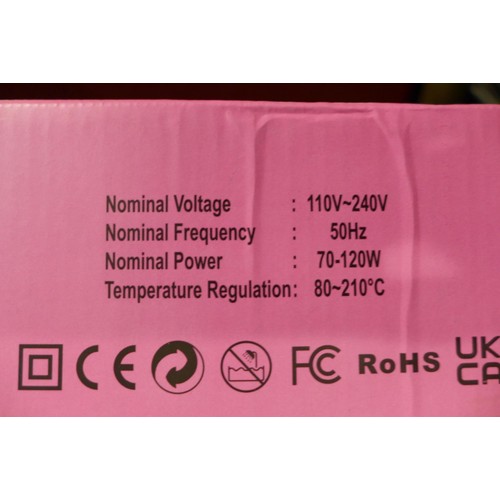 Nominal Voltage : 110V~240V
Nominal Frequency : 50Hz
Nominal Power : 70-120W
Temperature Regulation: 80~210°C
CE FC RoHS UK
CA